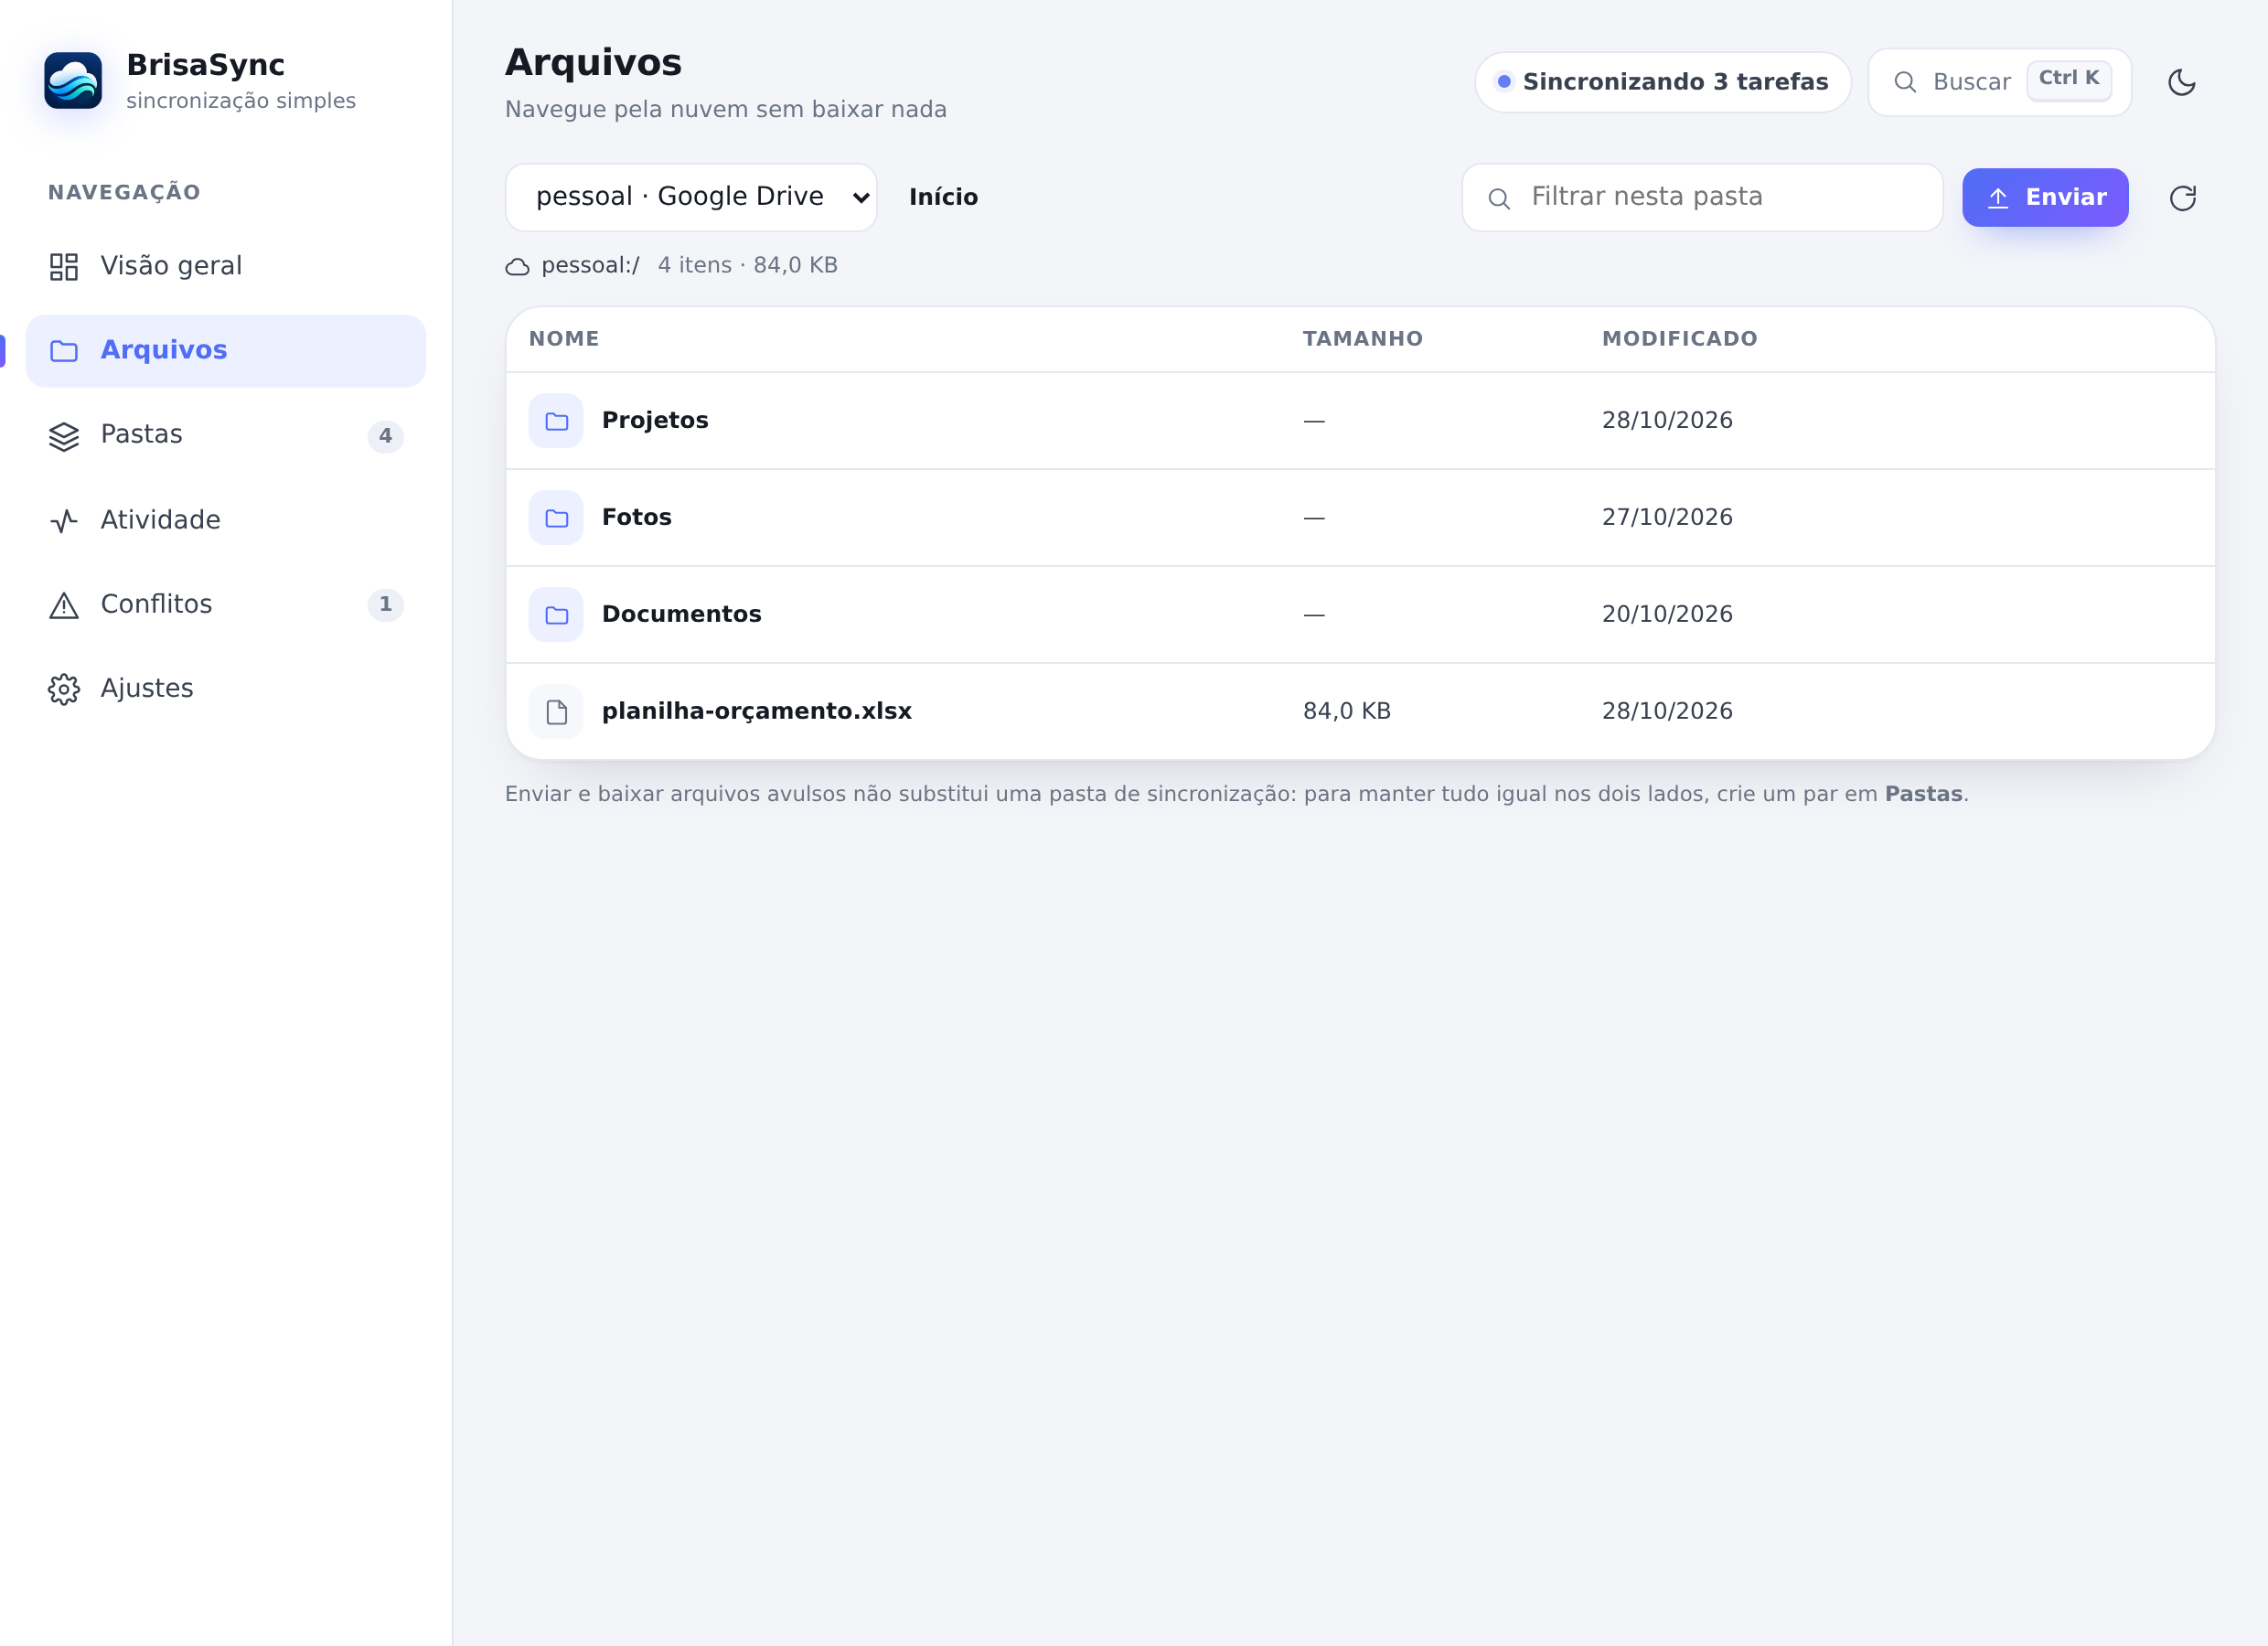 BrisaSync
sincronização simples
NAVEGAÇÃO
Visão geral
Arquivos
Pastas 4
Atividade
Conflitos 1
Ajustes
Arquivos
Navegue pela nuvem sem baixar nada
Sincronizando 3 tarefas
Buscar Ctrl K
pessoal · Google Drive
Início
Filtrar nesta pasta
Enviar
pessoal:/ 4 itens · 84,0 KB
NOME TAMANHO MODIFICADO
Projetos — 28/10/2026
Fotos — 27/10/2026
Documentos — 20/10/2026
planilha-orçamento.xlsx 84,0 KB 28/10/2026
Enviar e baixar arquivos avulsos não substitui uma pasta de sincronização: para manter tudo igual nos dois lados, crie um par em Pastas.